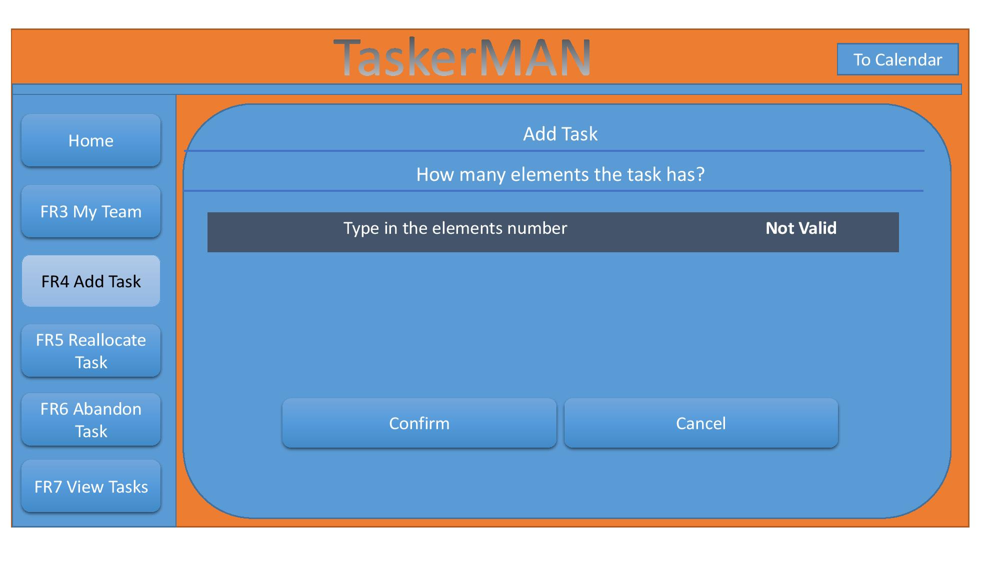 TaskerMAN
To Calendar
Home
FR3 My Team
FR4 Add Task
FR5 Reallocate
Task
FR6 Abandon
Task
FR7 View Tasks
Add Task
How many elements the task has?
Type in the elements number
Not Valid
Confirm
Cancel